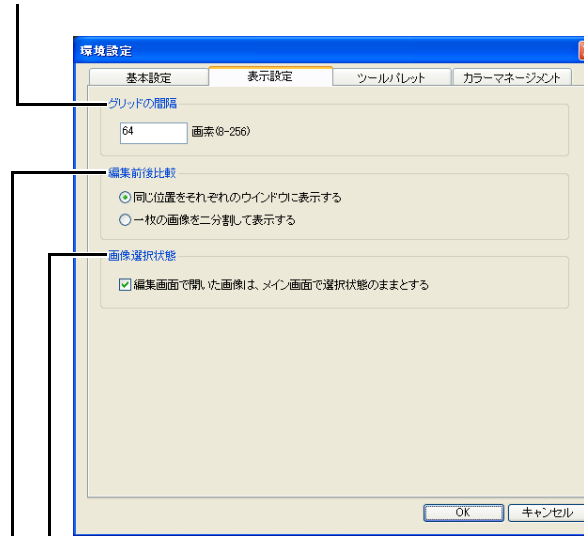 環境設定
基本設定 表示設定 ツールパレット カラーマネージメント
グリッドの間隔
64 画素(8-256)
編集前後比較
同じ位置をそれぞれのウインドウに表示する
一枚の画像を二分割して表示する
画像選択状態
編集画面で開いた画像は、メイン画面で選択状態のままとする
OK キャンセル